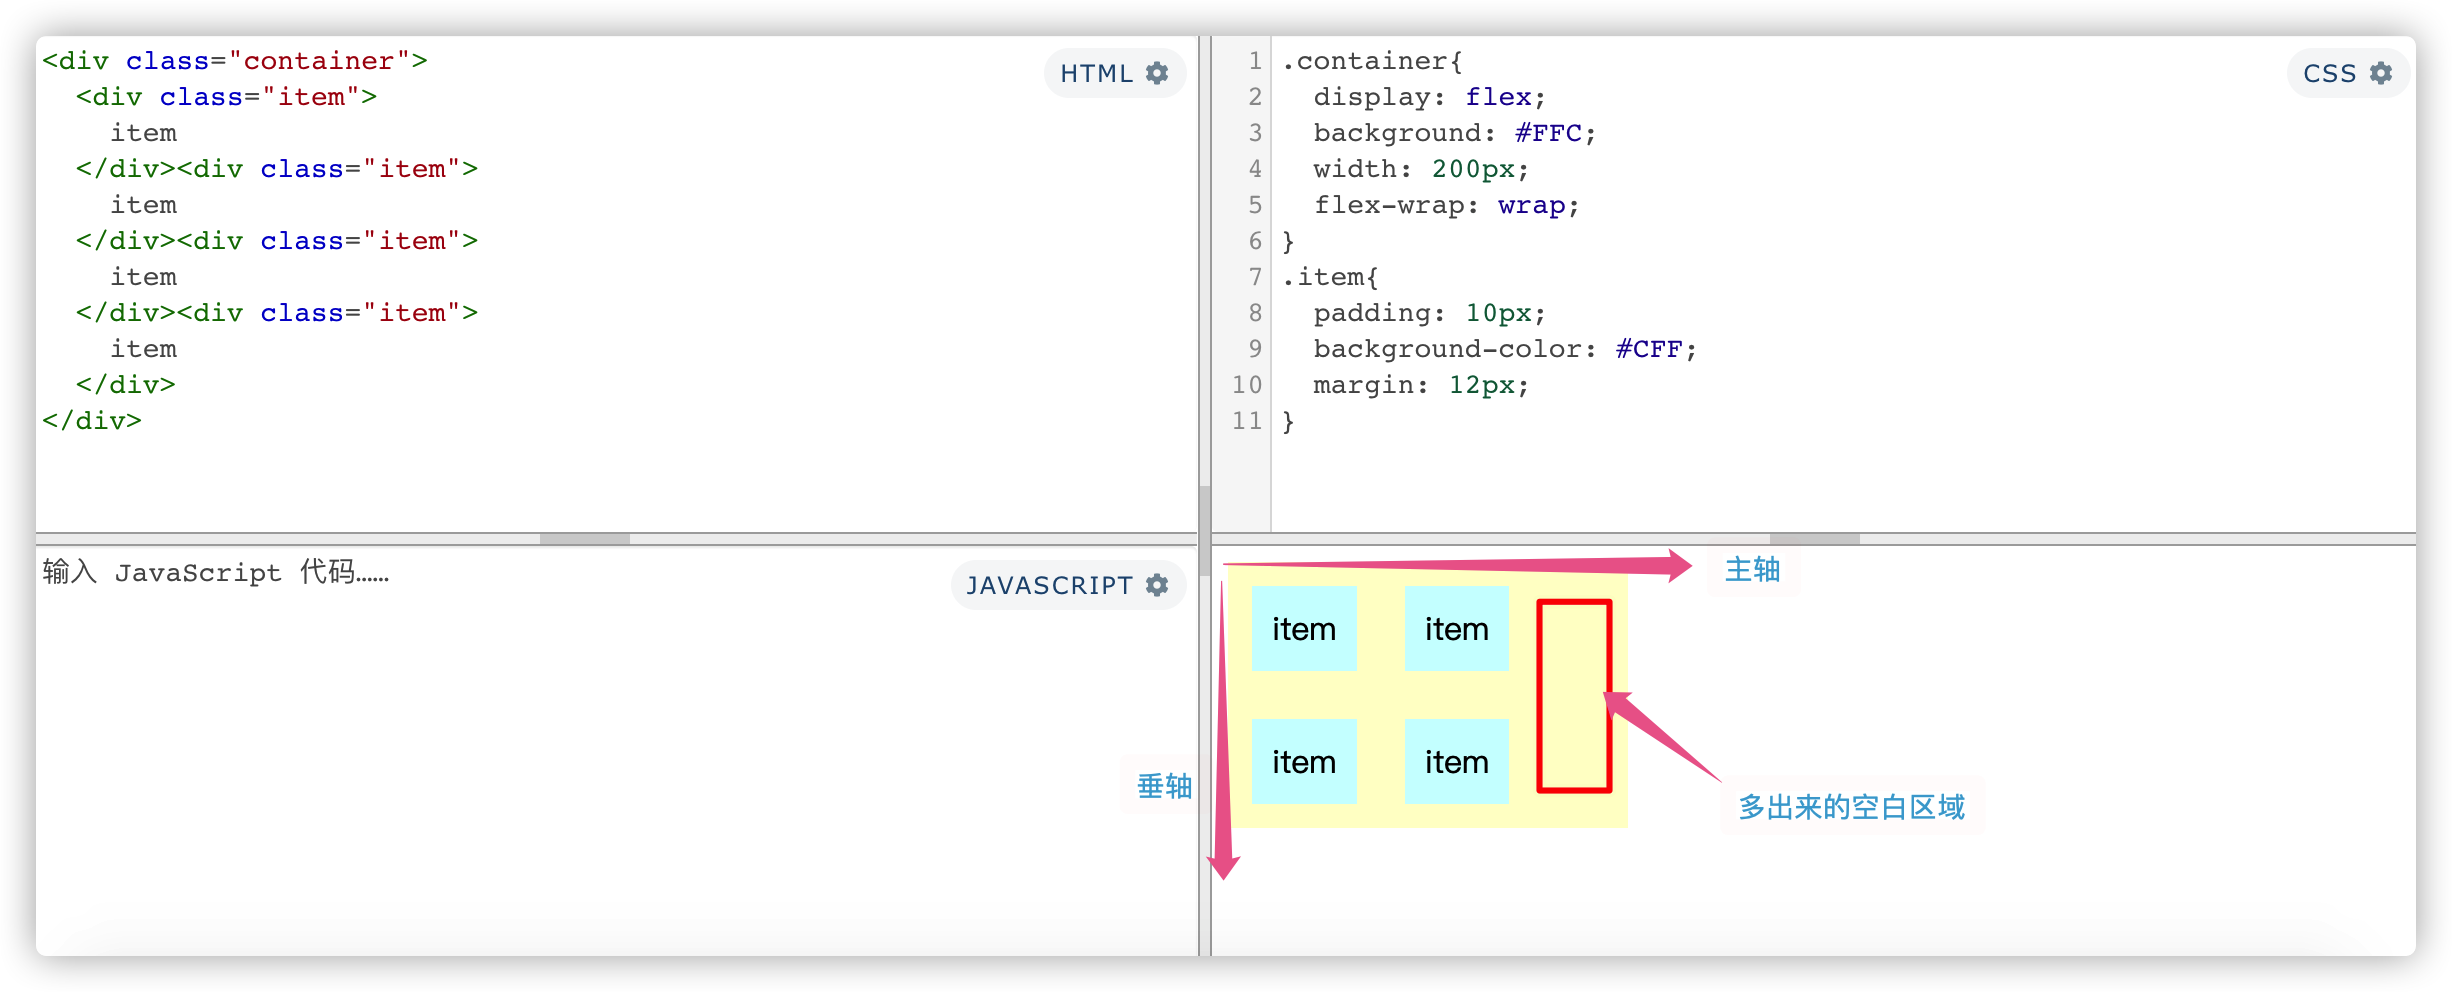 <div class="container">
  <div class="item">
    item
  </div><div class="item">
    item
  </div><div class="item">
    item
  </div><div class="item">
    item
  </div>
</div>
HTML
1 .container{
2   display: flex;
3   background: #FFC;
4   width: 200px;
5   flex-wrap: wrap;
6 }
7 .item{
8   padding: 10px;
9   background-color: #CFF;
10   margin: 12px;
11 }
CSS
输入 JavaScript 代码……
JAVASCRIPT
主轴
item item
item item
垂轴
多出来的空白区域